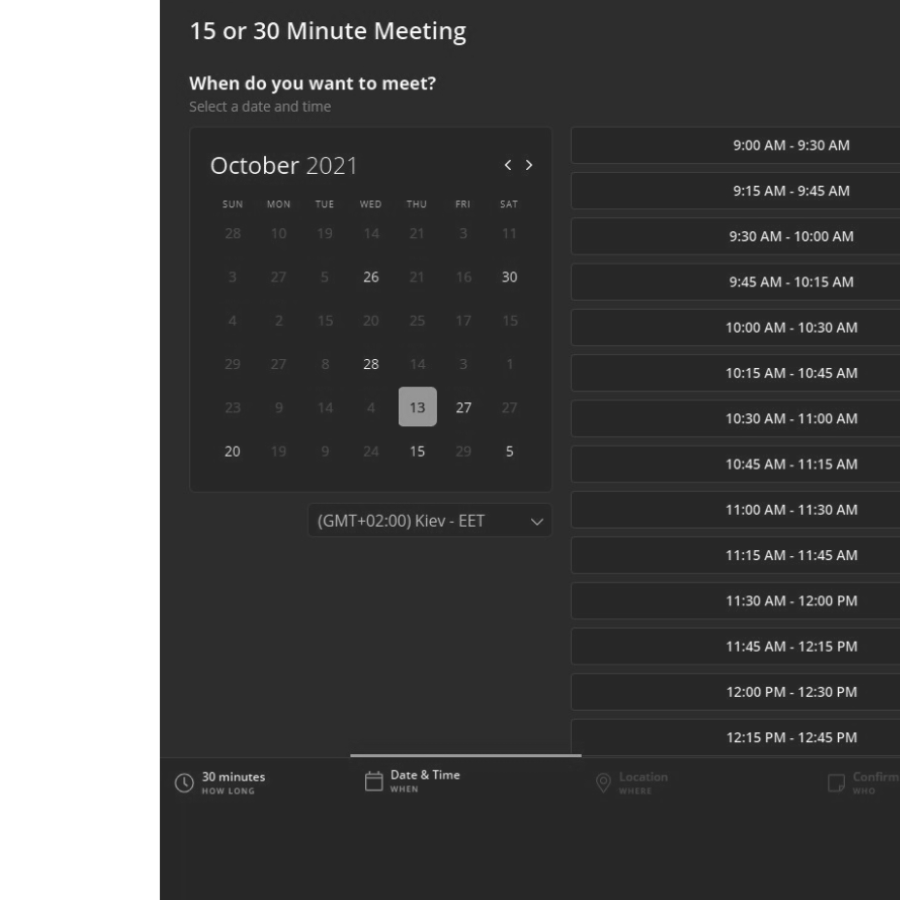 15 or 30 Minute Meeting
When do you want to meet?
Select a date and time
October 2021
SUN MON TUE WED THU FRI SAT
28 10 19 14 21 3 11
3 27 5 26 21 16 30
4 2 15 20 25 17 15
29 27 8 28 14 3 1
23 9 14 4 13 27 27
20 19 9 24 15 29 5
(GMT+02:00) Kiev - EET
9:00 AM - 9:30 AM
9:15 AM - 9:45 AM
9:30 AM - 10:00 AM
9:45 AM - 10:15 AM
10:00 AM - 10:30 AM
10:15 AM - 10:45 AM
10:30 AM - 11:00 AM
10:45 AM - 11:15 AM
11:00 AM - 11:30 AM
11:15 AM - 11:45 AM
11:30 AM - 12:00 PM
11:45 AM - 12:15 PM
12:00 PM - 12:30 PM
12:15 PM - 12:45 PM
30 minutes
HOW LONG
Date & Time
WHEN
Location
WHERE
Confirm
WHO